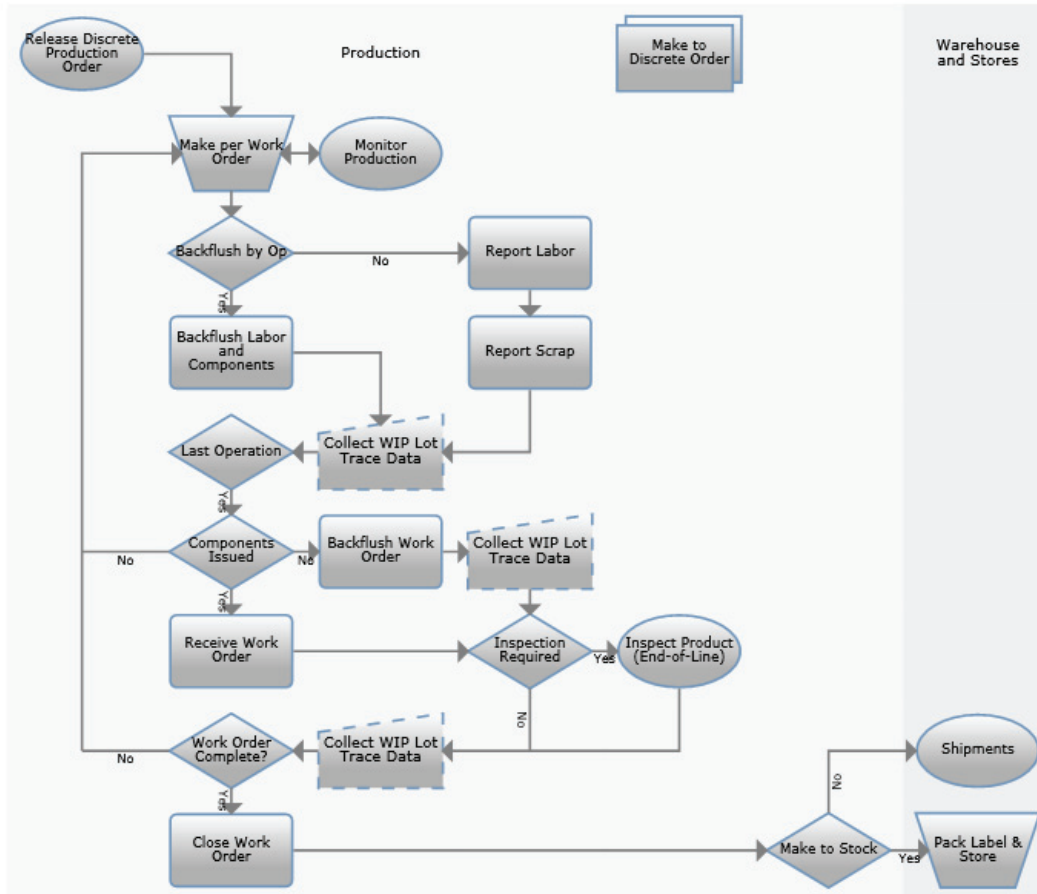 Release Discrete
Production
Order
Production
Make to
Discrete Order
Warehouse
and Stores
Make per Work
Order
Monitor
Production
Backflush by Op
No
Report Labor
Yes
Backflush Labor
and
Components
Report Scrap
Last Operation
Collect WIP Lot
Trace Data
Yes
Components
Issued
No
No
Backflush Work
Order
Collect WIP Lot
Trace Data
Yes
Receive Work
Order
Inspection
Required
Yes
Inspect Product
(End-of-Line)
No
Work Order
Complete?
No
Collect WIP Lot
Trace Data
Shipments
Yes
No
Close Work
Order
Make to Stock
Yes
Pack Label &
Store